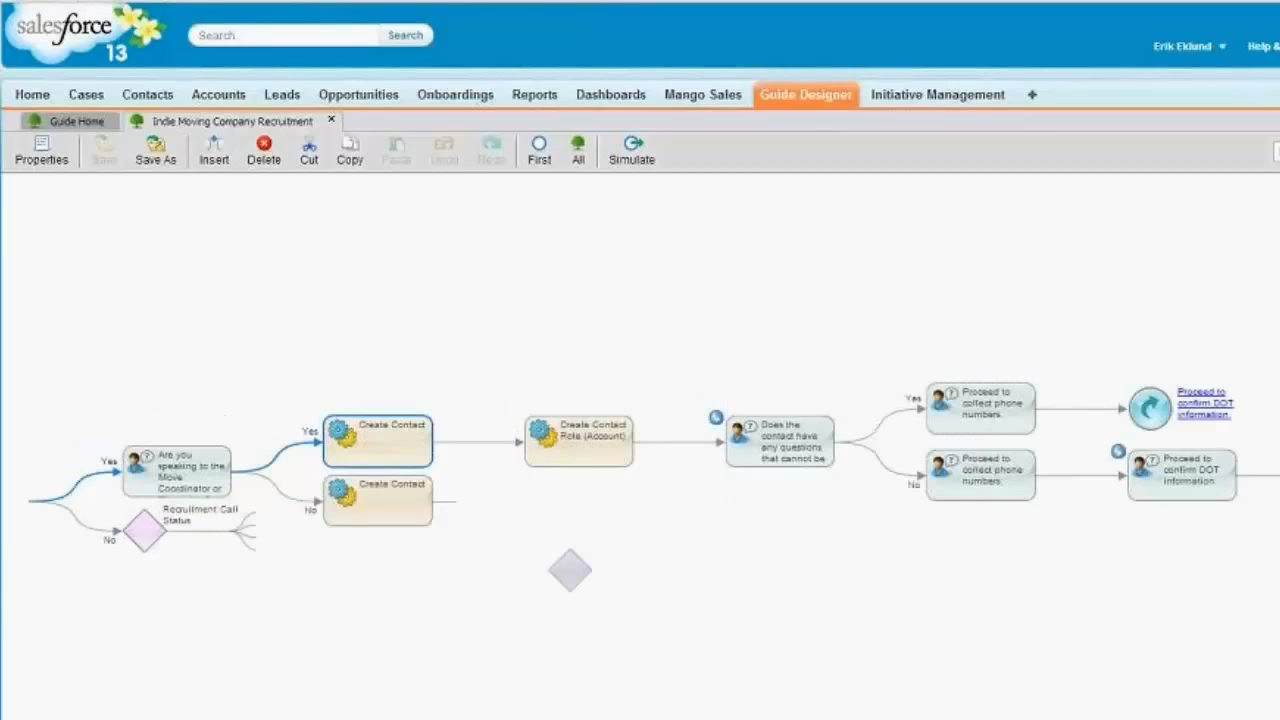 salesforce
13
Search
Search
Erik Eklund
Help &
Home
Cases
Contacts
Accounts
Leads
Opportunities
Onboardings
Reports
Dashboards
Mango Sales
Guide Designer
Initiative Management
Guide Home
Indie Moving Company Recruitment
Properties
Save
Save As
Insert
Delete
Cut
Copy
Paste
Undo
Redo
First
All
Simulate
Yes
Are you
speaking to the
Move
Coordinator or
No
Recruitment Call
Status
Yes
Create Contact
No
Create Contact
Create Contact
Role (Account)
Does the
contact have
any questions
that cannot be
Yes
Proceed to
collect phone
numbers.
No
Proceed to
collect phone
numbers.
Proceed to
confirm DOT
information.
Proceed to
confirm DOT
information.